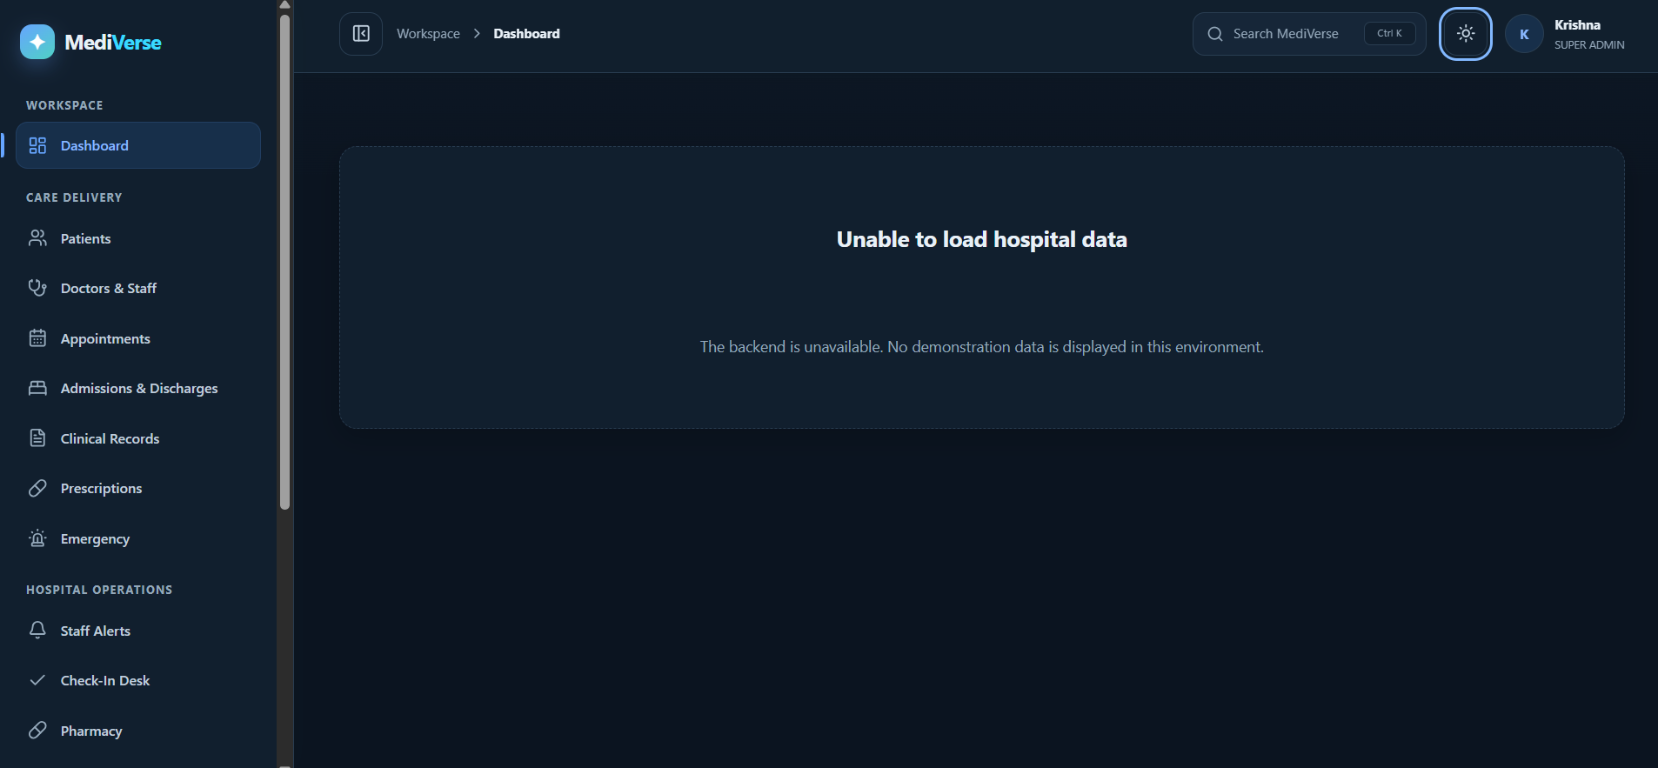 MediVerse
WORKSPACE
Dashboard
CARE DELIVERY
Patients
Doctors & Staff
Appointments
Admissions & Discharges
Clinical Records
Prescriptions
Emergency
HOSPITAL OPERATIONS
Staff Alerts
Check-In Desk
Pharmacy
Workspace > Dashboard
Search MediVerse Ctrl K
K
Krishna
SUPER ADMIN
Unable to load hospital data
The backend is unavailable. No demonstration data is displayed in this environment.